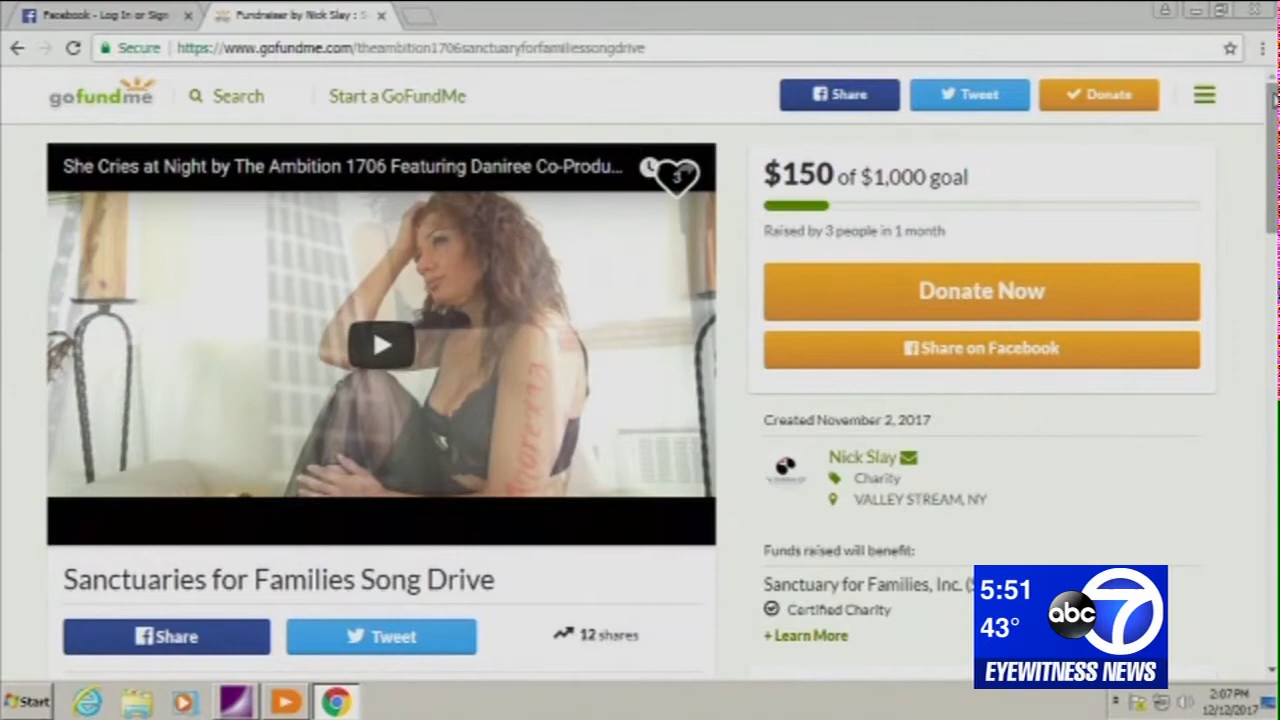 Facebook - Log In or Sign
Fundraiser by Nick Slay : S
Secure
https://www.gofundme.com/theambition1706sanctuaryforfamiliessongdrive
gofundme
Search
Start a GoFundMe
Share
Tweet
Donate
She Cries at Night by The Ambition 1706 Featuring Daniree Co-Produ...
3
$150 of $1,000 goal
Raised by 3 people in 1 month
Donate Now
Share on Facebook
Created November 2, 2017
Nick Slay
Charity
VALLEY STREAM, NY
Funds raised will benefit:
Sanctuary for Families, Inc. (S
Certified Charity
+ Learn More
Sanctuaries for Families Song Drive
Share
Tweet
12 shares
5:51
43°
abc 7
EYEWITNESS NEWS
Start
2:07 PM
12/12/2017